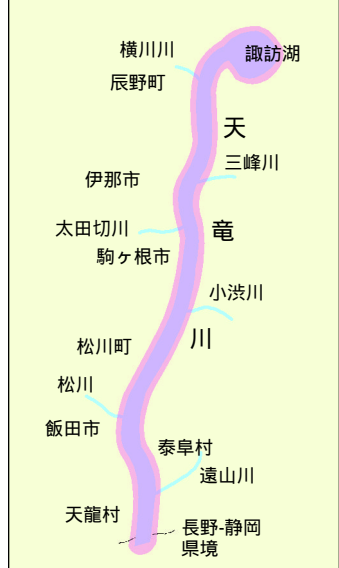 横川川
諏訪湖
辰野町
天
三峰川
伊那市
太田切川
竜
駒ヶ根市
小渋川
川
松川町
松川
飯田市
泰阜村
遠山川
天龍村
長野-静岡
県境